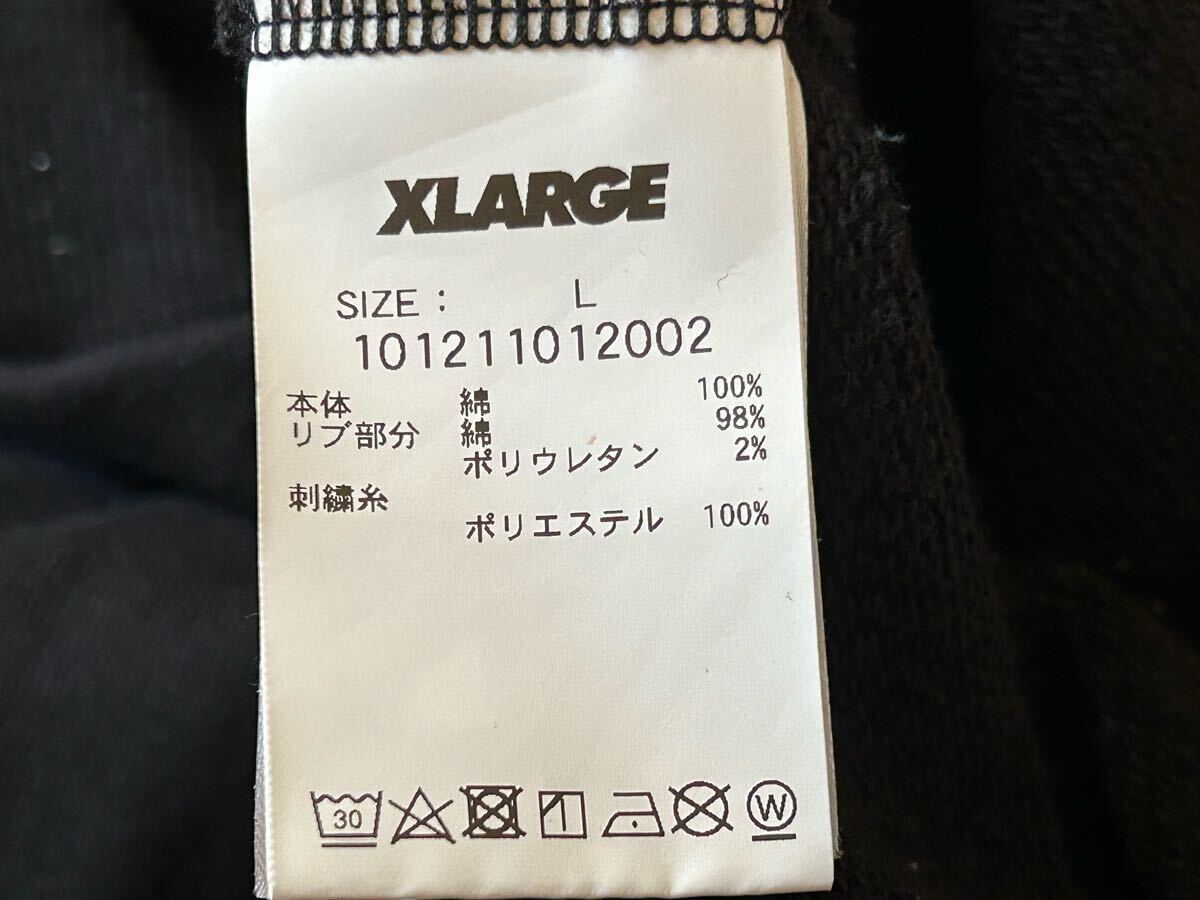 XLARGE
SIZE : L
101211012002
本体 綿 100%
リブ部分 綿 98%
ポリウレタン 2%
刺繍糸
ポリエステル 100%
30
W